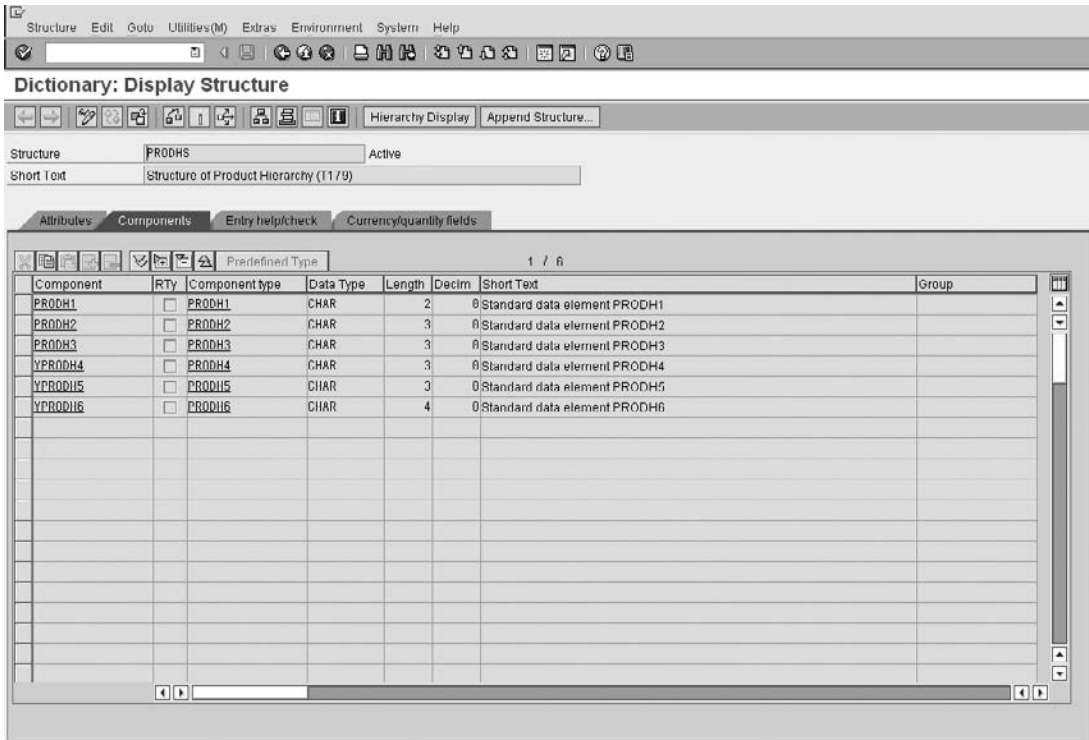 Structure Edit Goto Utilities(M) Extras Environment System Help
Dictionary: Display Structure
Hierarchy Display Append Structure...
Structure PRODHS Active
Short Text Structure of Product Hierarchy (T179)
Attributes Components Entry help/check Currency/quantity fields
Predefined Type 1 / 6
Component RTy Component type Data Type Length Decim Short Text Group
PRODH1 PRODH1 CHAR 2 0 Standard data element PRODH1
PRODH2 PRODH2 CHAR 3 0 Standard data element PRODH2
PRODH3 PRODH3 CHAR 3 0 Standard data element PRODH3
YPRODH4 PRODH4 CHAR 3 0 Standard data element PRODH4
YPRODH5 PRODH5 CHAR 3 0 Standard data element PRODH5
YPRODH6 PRODH6 CHAR 4 0 Standard data element PRODH6